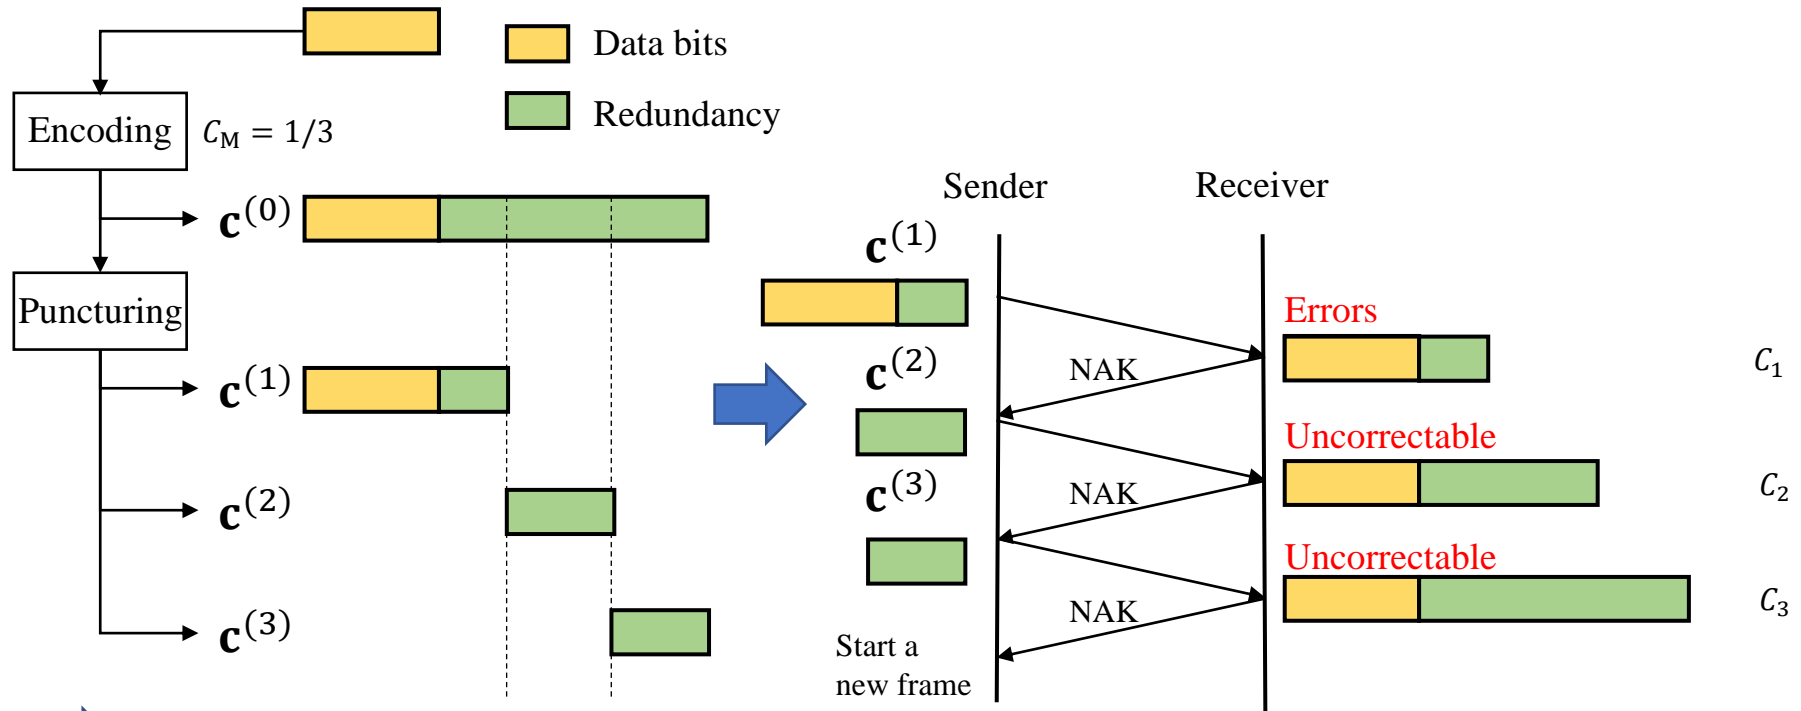 Data bits
Redundancy
Encoding
C_M = 1/3
c^(0)
Puncturing
c^(1)
c^(2)
c^(3)
Sender
Receiver
c^(1)
Errors
NAK
C_1
c^(2)
Uncorrectable
NAK
C_2
c^(3)
Uncorrectable
NAK
C_3
Start a
new frame